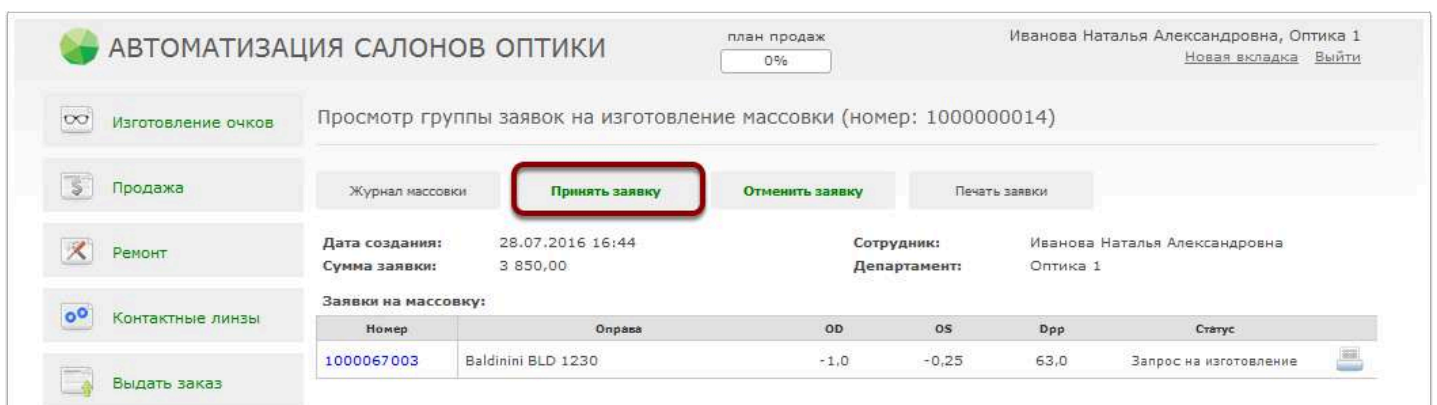 АВТОМАТИЗАЦИЯ САЛОНОВ ОПТИКИ
план продаж
0%
Иванова Наталья Александровна, Оптика 1
Новая вкладка Выйти
Изготовление очков
Продажа
Ремонт
Контактные линзы
Выдать заказ
Просмотр группы заявок на изготовление массовки (номер: 1000000014)
Журнал массовки Принять заявку Отменить заявку Печать заявки
Дата создания: 28.07.2016 16:44 Сотрудник: Иванова Наталья Александровна
Сумма заявки: 3 850,00 Департамент: Оптика 1
Заявки на массовку:
Номер Оправа OD OS Dpp Статус
1000067003 Baldinini BLD 1230 -1,0 -0,25 63,0 Запрос на изготовление